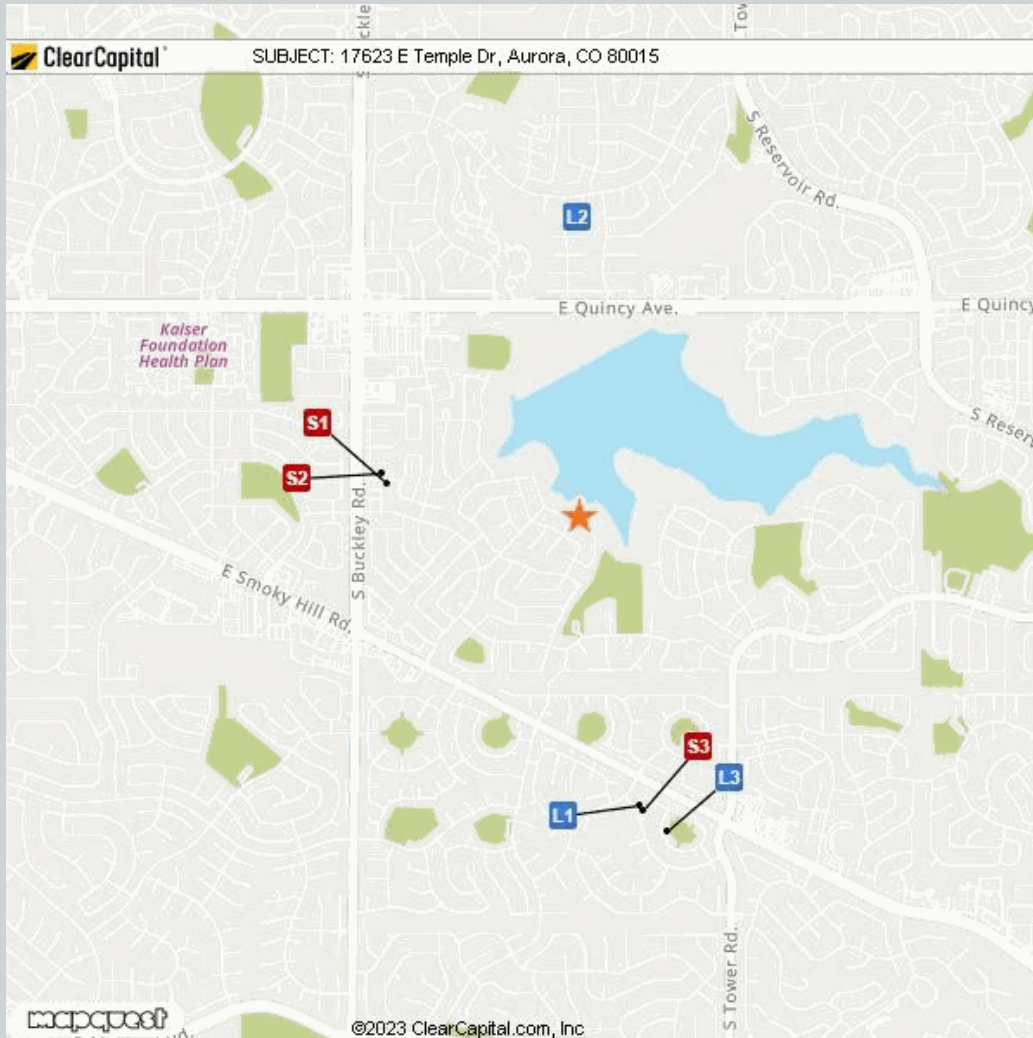 ClearCapital
SUBJECT: 17623 E Temple Dr, Aurora, CO 80015
S Reservoir Rd.
L2
E Quincy Ave.
E Quincy
Kaiser
Foundation
Health Plan
S1
S2
S Reser
S Buckley Rd.
E Smoky Hill Rd.
S3
L3
L1
S Tower Rd.
mapquest
©2023 ClearCapital.com, Inc